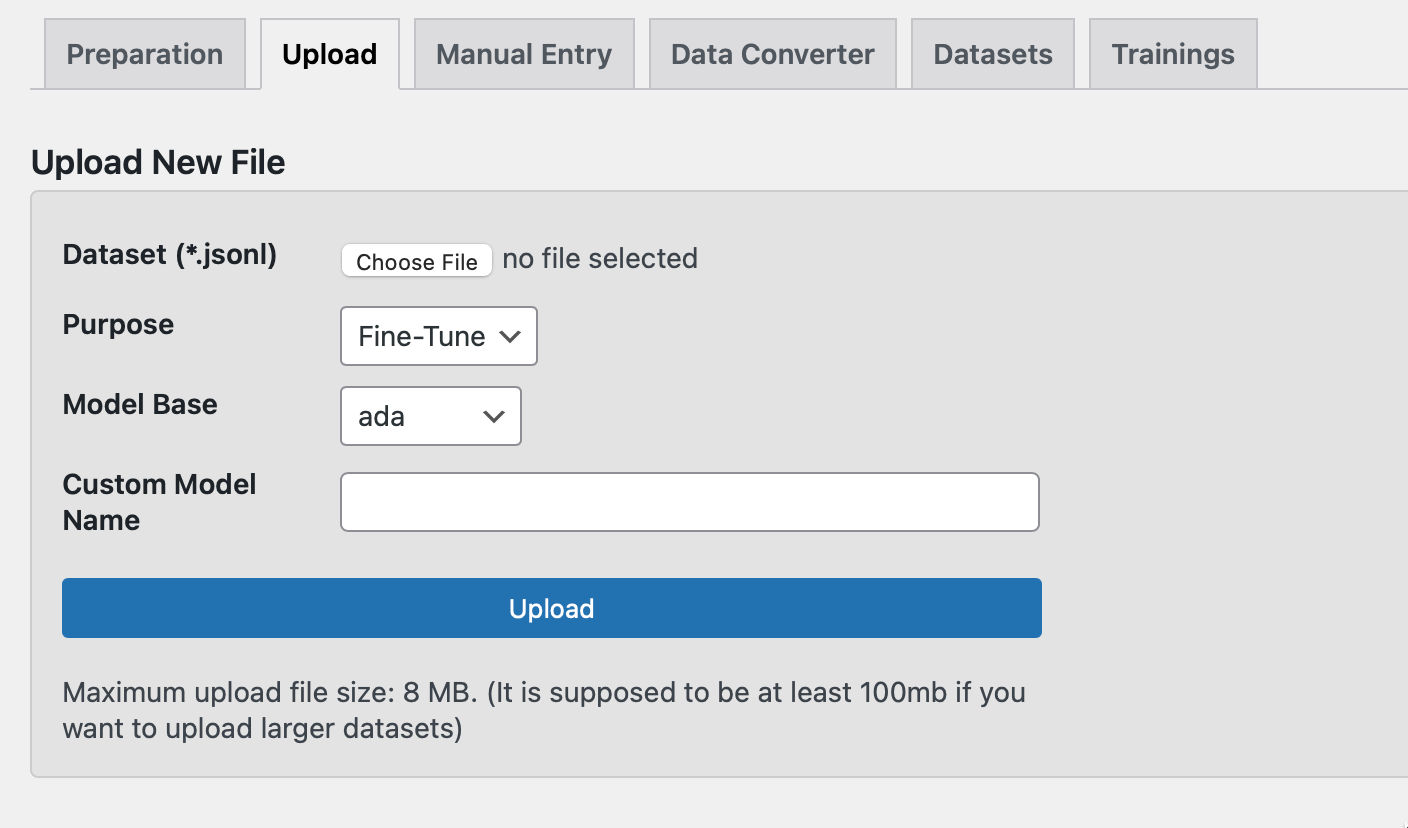 Preparation Upload Manual Entry Data Converter Datasets Trainings
Upload New File
Dataset (*.jsonl) Choose File no file selected
Purpose Fine-Tune
Model Base ada
Custom Model
Name
Upload
Maximum upload file size: 8 MB. (It is supposed to be at least 100mb if you
want to upload larger datasets)